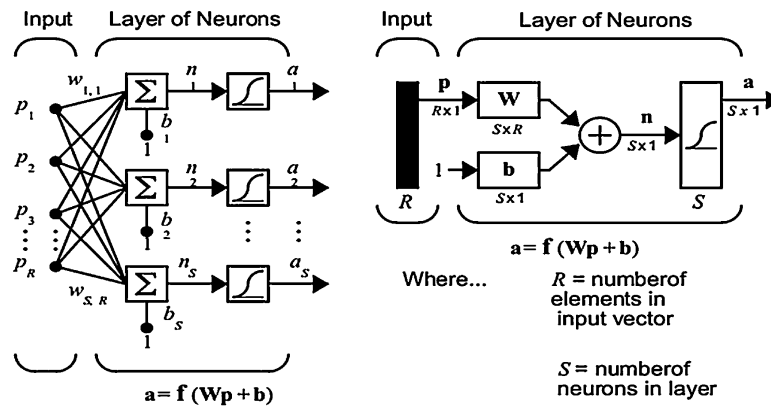 Input Layer of Neurons
w1, 1 n1 a1
p1 Σ
b1
1
p2 n2 a2
Σ
p3 b2
1
pR nS aS
wS, R Σ
bS
1
a= f (Wp + b)
Input Layer of Neurons
p W n a
R×1 S×R S×1 S×1
1 b
S×1
R S
a= f (Wp + b)
Where... R = numberof
elements in
input vector
S = numberof
neurons in layer